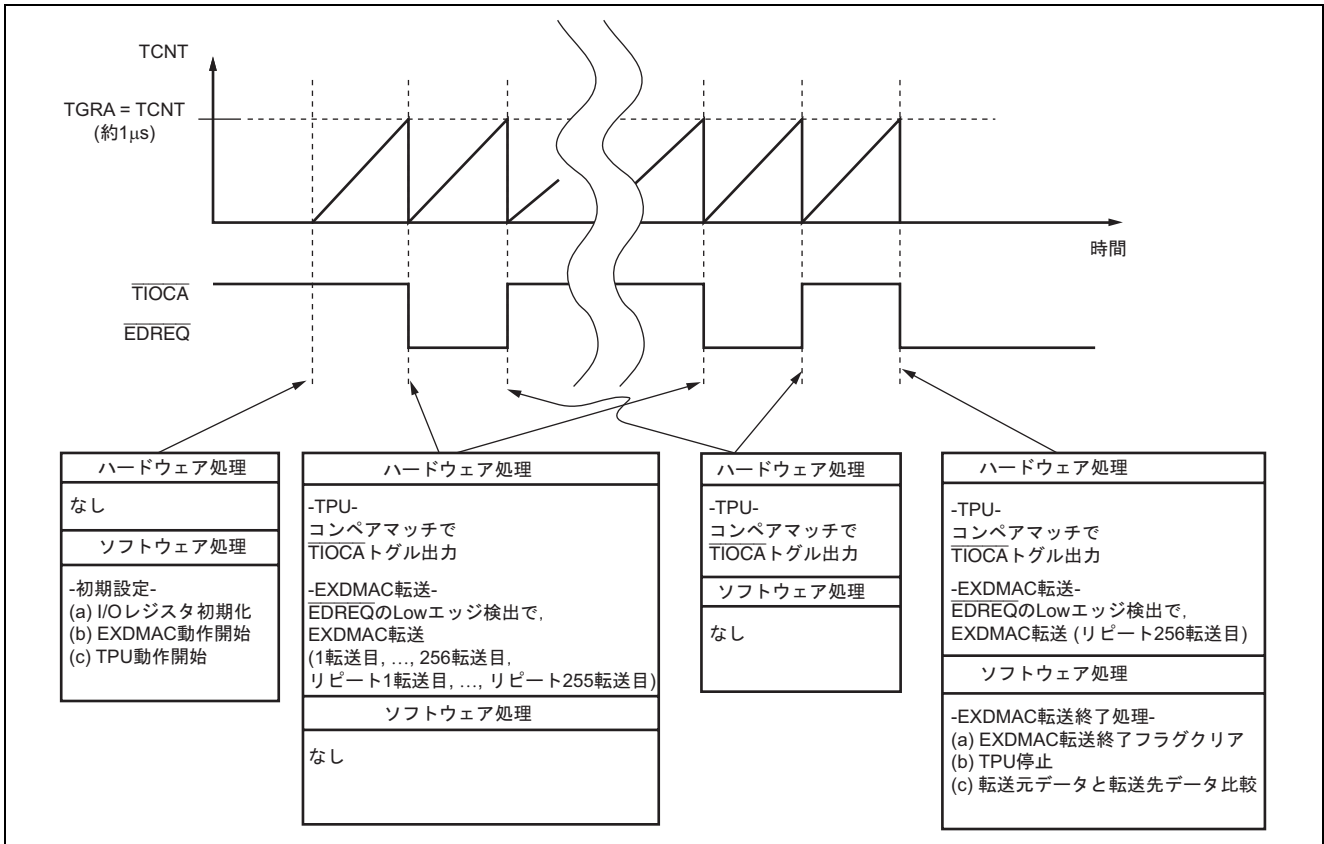 TCNT
TGRA = TCNT
(約1μs)
時間
TIOCA
EDREQ
ハードウェア処理
なし
ソフトウェア処理
-初期設定-
(a) I/Oレジスタ初期化
(b) EXDMAC動作開始
(c) TPU動作開始
ハードウェア処理
-TPU-
コンペアマッチで
TIOCAトグル出力
-EXDMAC転送-
EDREQのLowエッジ検出で,
EXDMAC転送
(1転送目, …, 256転送目,
リピート1転送目, …, リピート255転送目)
ソフトウェア処理
なし
ハードウェア処理
-TPU-
コンペアマッチで
TIOCAトグル出力
ソフトウェア処理
なし
ハードウェア処理
-TPU-
コンペアマッチで
TIOCAトグル出力
-EXDMAC転送-
EDREQのLowエッジ検出で,
EXDMAC転送 (リピート256転送目)
ソフトウェア処理
-EXDMAC転送終了処理-
(a) EXDMAC転送終了フラグクリア
(b) TPU停止
(c) 転送元データと転送先データ比較